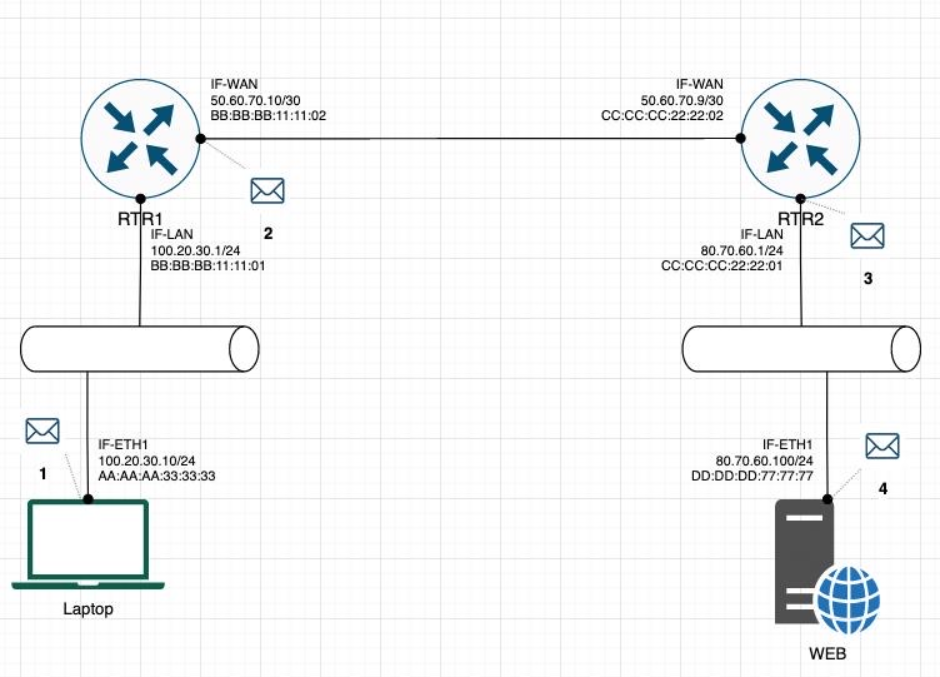 IF-WAN
50.60.70.10/30
BB:BB:BB:11:11:02
IF-WAN
50.60.70.9/30
CC:CC:CC:22:22:02
RTR1
2
IF-LAN
100.20.30.1/24
BB:BB:BB:11:11:01
RTR2
IF-LAN
80.70.60.1/24
CC:CC:CC:22:22:01
3
1
IF-ETH1
100.20.30.10/24
AA:AA:AA:33:33:33
Laptop
IF-ETH1
80.70.60.100/24
DD:DD:DD:77:77:77
4
WEB